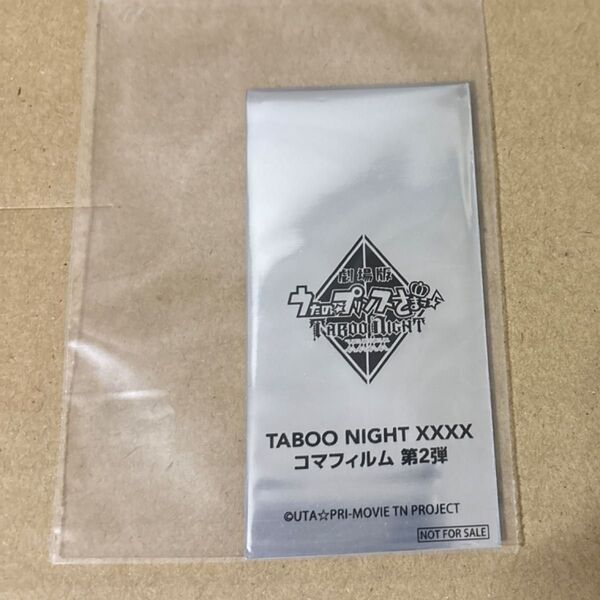 劇場版
うたの☆プリンスさまっ♪
TABOO NIGHT
XXXX
TABOO NIGHT XXXX
コマフィルム 第2弾
©UTA☆PRI-MOVIE TN PROJECT
NOT FOR SALE